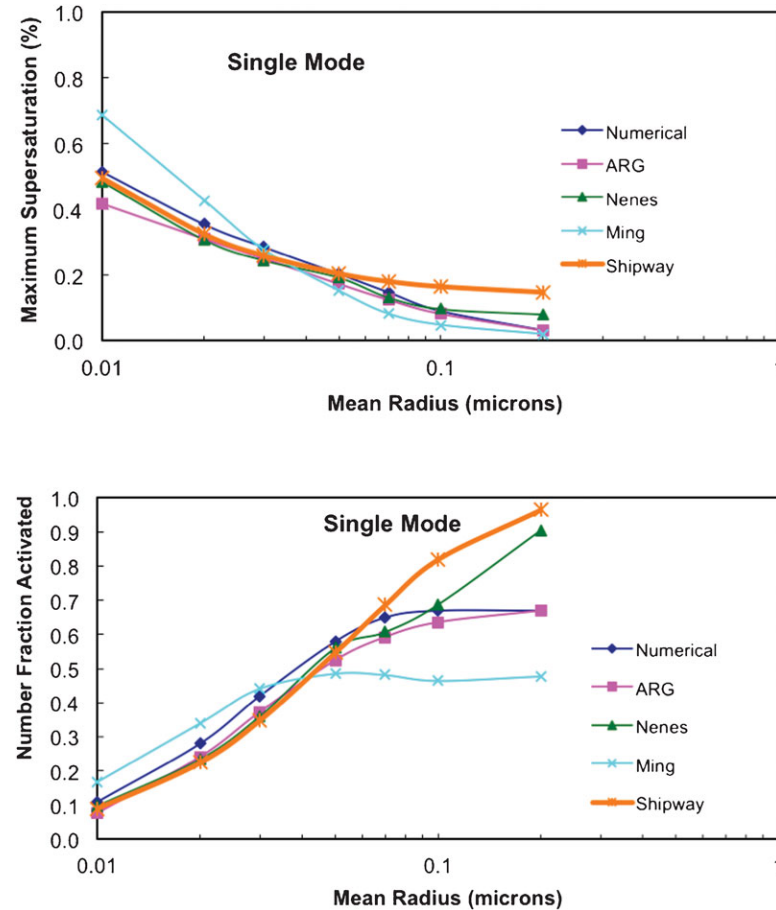 1.0
Single Mode
0.8
0.6
0.4
0.2
0.0
Maximum Supersaturation (%)
Numerical
ARG
Nenes
Ming
Shipway
0.01
0.1
1
Mean Radius (microns)
1.0
Single Mode
0.9
0.8
0.7
0.6
0.5
0.4
0.3
0.2
0.1
0.0
Number Fraction Activated
Numerical
ARG
Nenes
Ming
Shipway
0.01
0.1
1
Mean Radius (microns)